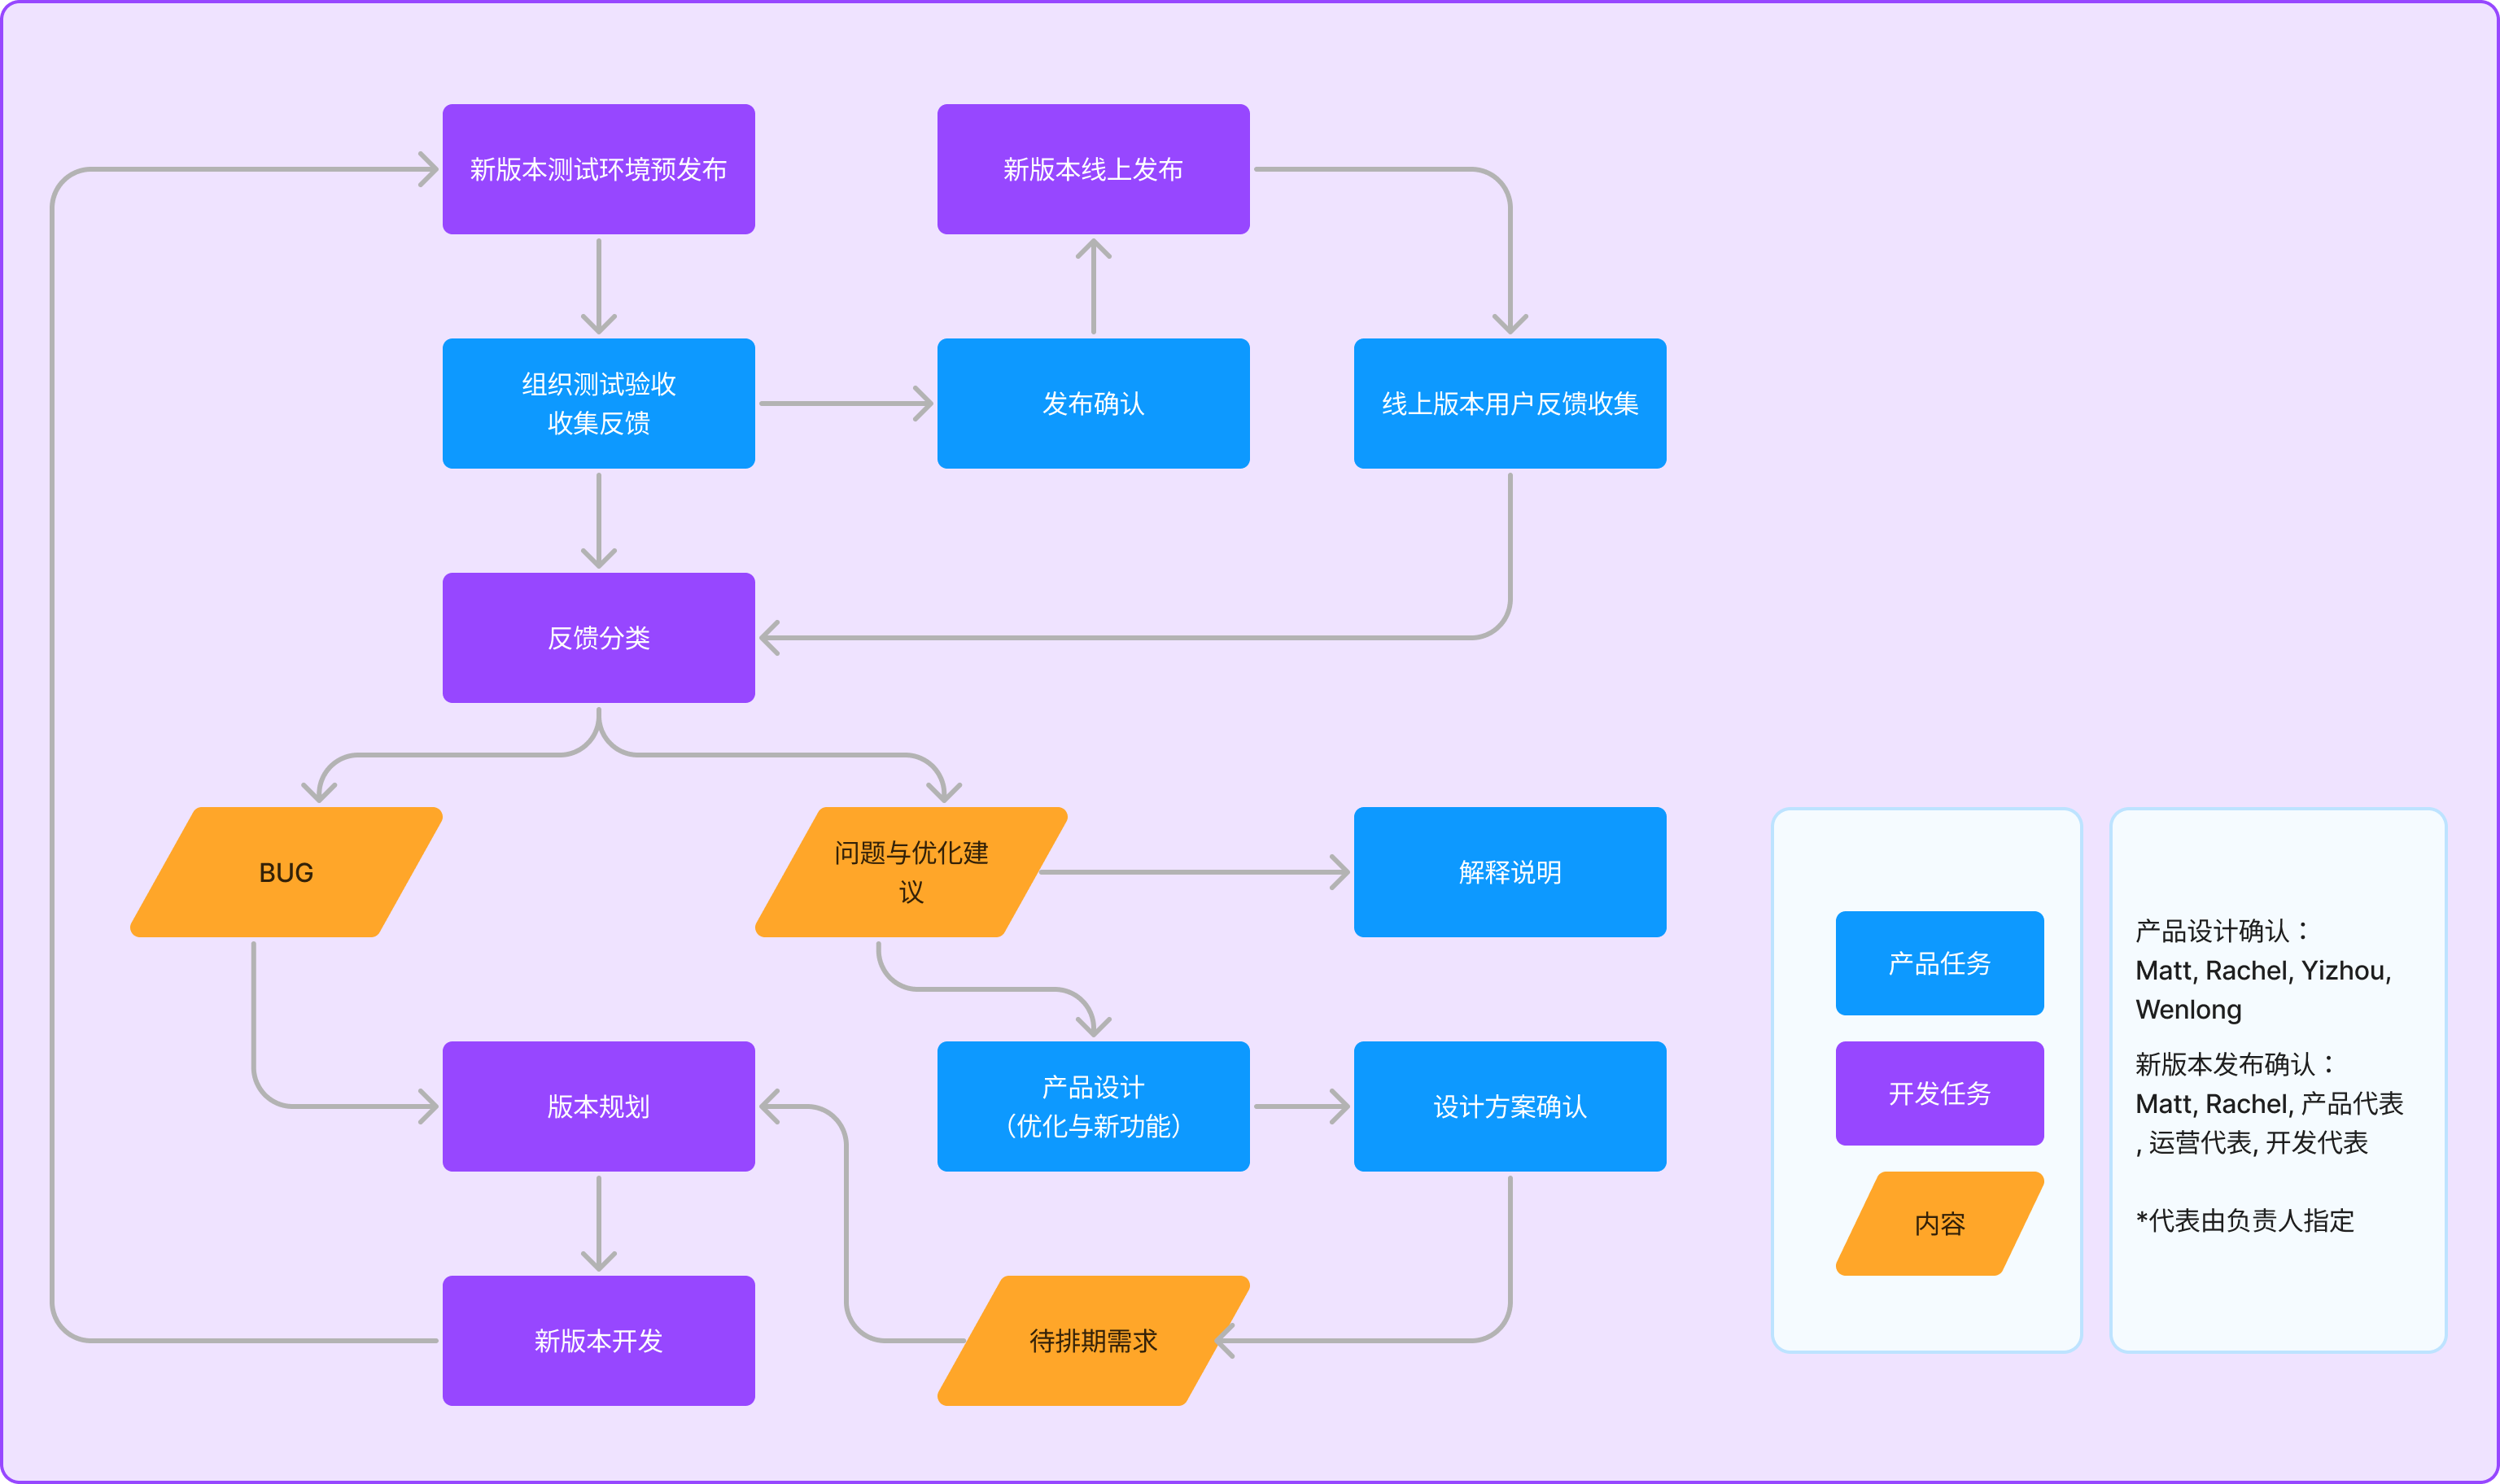 新版本测试环境预发布
新版本线上发布
组织测试验收
收集反馈
发布确认
线上版本用户反馈收集
反馈分类
BUG
问题与优化建
议
解释说明
版本规划
产品设计
（优化与新功能）
设计方案确认
新版本开发
待排期需求
产品任务
开发任务
内容
产品设计确认：
Matt, Rachel, Yizhou,
Wenlong
新版本发布确认：
Matt, Rachel, 产品代表
, 运营代表, 开发代表
*代表由负责人指定